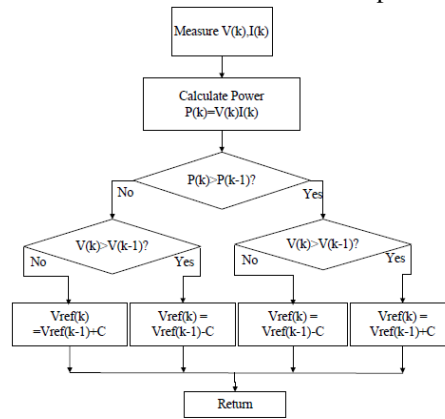 Measure V(k),I(k)
Calculate Power
P(k)=V(k)I(k)
P(k)>P(k-1)?
No
Yes
V(k)>V(k-1)?
V(k)>V(k-1)?
No
Yes
No
Yes
Vref(k)
=Vref(k-1)+C
Vref(k) =
Vref(k-1)-C
Vref(k) =
Vref(k-1)-C
Vref(k) =
Vref(k-1)+C
Return